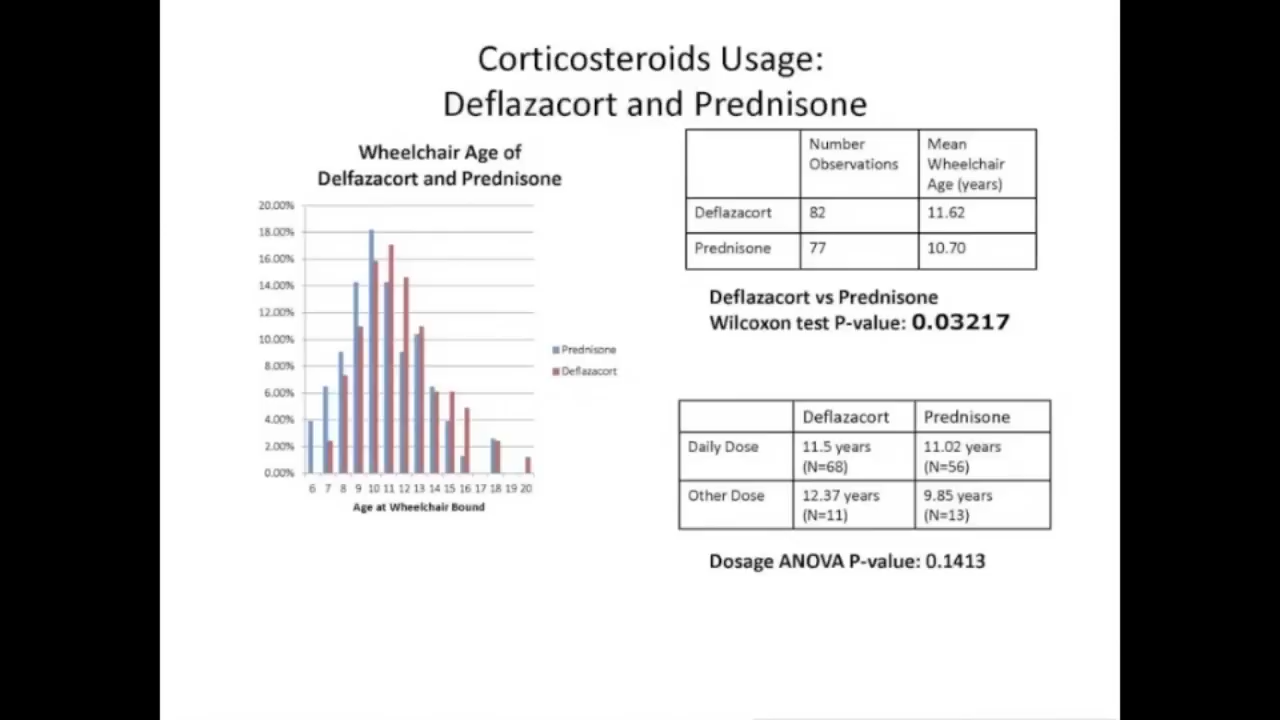 Corticosteroids Usage:
Deflazacort and Prednisone
Wheelchair Age of
Delfazacort and Prednisone
20.00%
18.00%
16.00%
14.00%
12.00%
10.00%
8.00%
6.00%
4.00%
2.00%
0.00%
6 7 8 9 10 11 12 13 14 15 16 17 18 19 20
Age at Wheelchair Bound
Prednisone
Deflazacort
Number Observations Mean Wheelchair Age (years)
Deflazacort 82 11.62
Prednisone 77 10.70
Deflazacort vs Prednisone
Wilcoxon test P-value: 0.03217
Deflazacort Prednisone
Daily Dose 11.5 years (N=68) 11.02 years (N=56)
Other Dose 12.37 years (N=11) 9.85 years (N=13)
Dosage ANOVA P-value: 0.1413